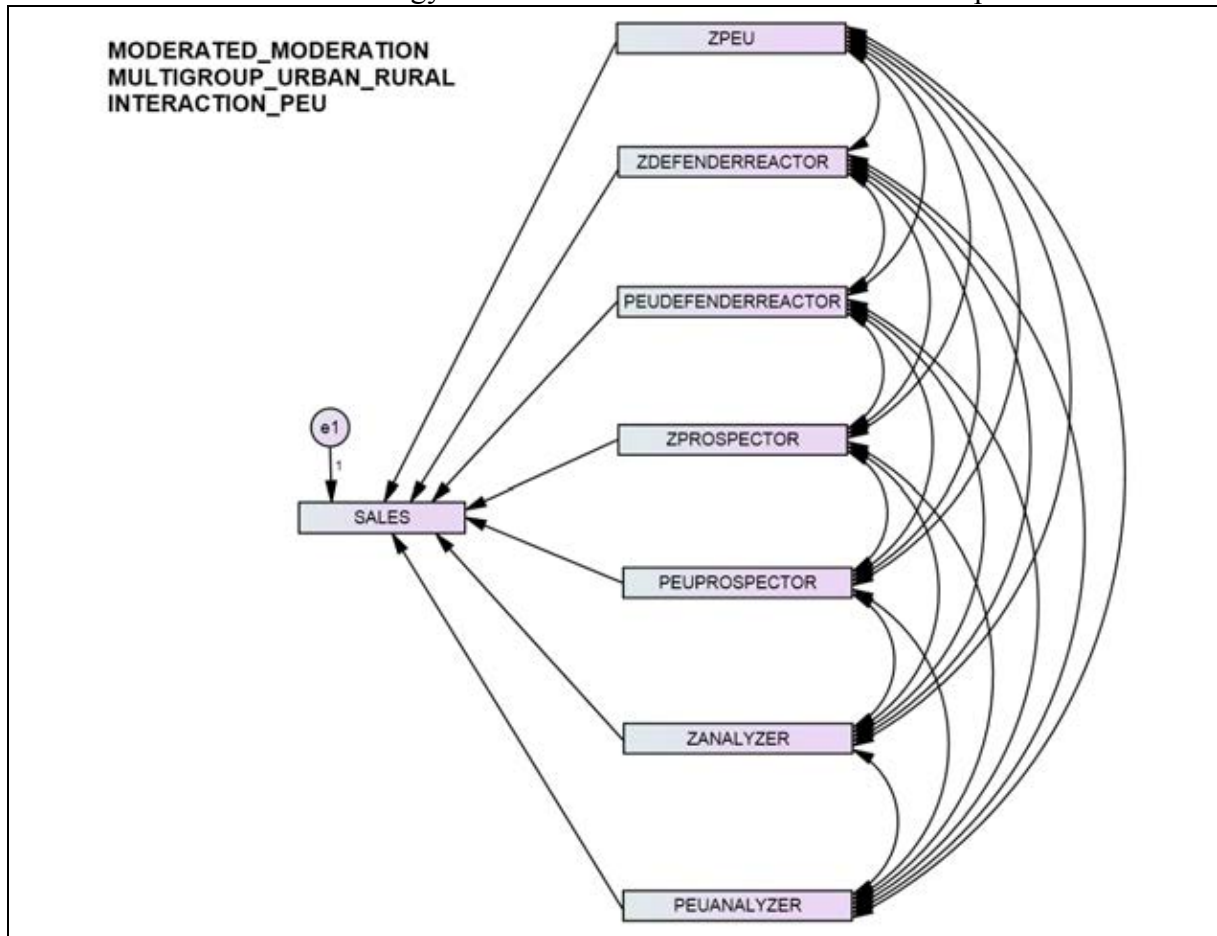 MODERATED_MODERATION
MULTIGROUP_URBAN_RURAL
INTERACTION_PEU
ZPEU
ZDEFENDERREACTOR
PEUDEFENDERREACTOR
ZPROSPECTOR
e1
1
SALES
PEUPROSPECTOR
ZANALYZER
PEUANALYZER